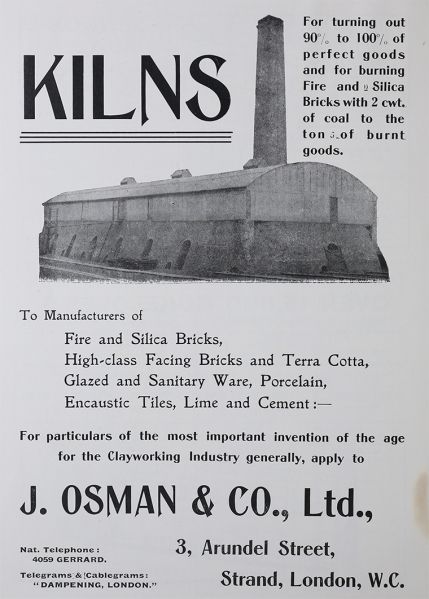 KILNS
For turning out
90% to 100% of
perfect goods
and for burning
Fire and Silica
Bricks with 2 cwt.
of coal to the
ton of burnt
goods.
To Manufacturers of
Fire and Silica Bricks,
High-class Facing Bricks and Terra Cotta,
Glazed and Sanitary Ware, Porcelain,
Encaustic Tiles, Lime and Cement:—
For particulars of the most important invention of the age
for the Clayworking Industry generally, apply to
J. OSMAN & CO., Ltd.,
Nat. Telephone:
4059 GERRARD.
Telegrams & Cablegrams:
"DAMPENING, LONDON."
3, Arundel Street,
Strand, London, W.C.